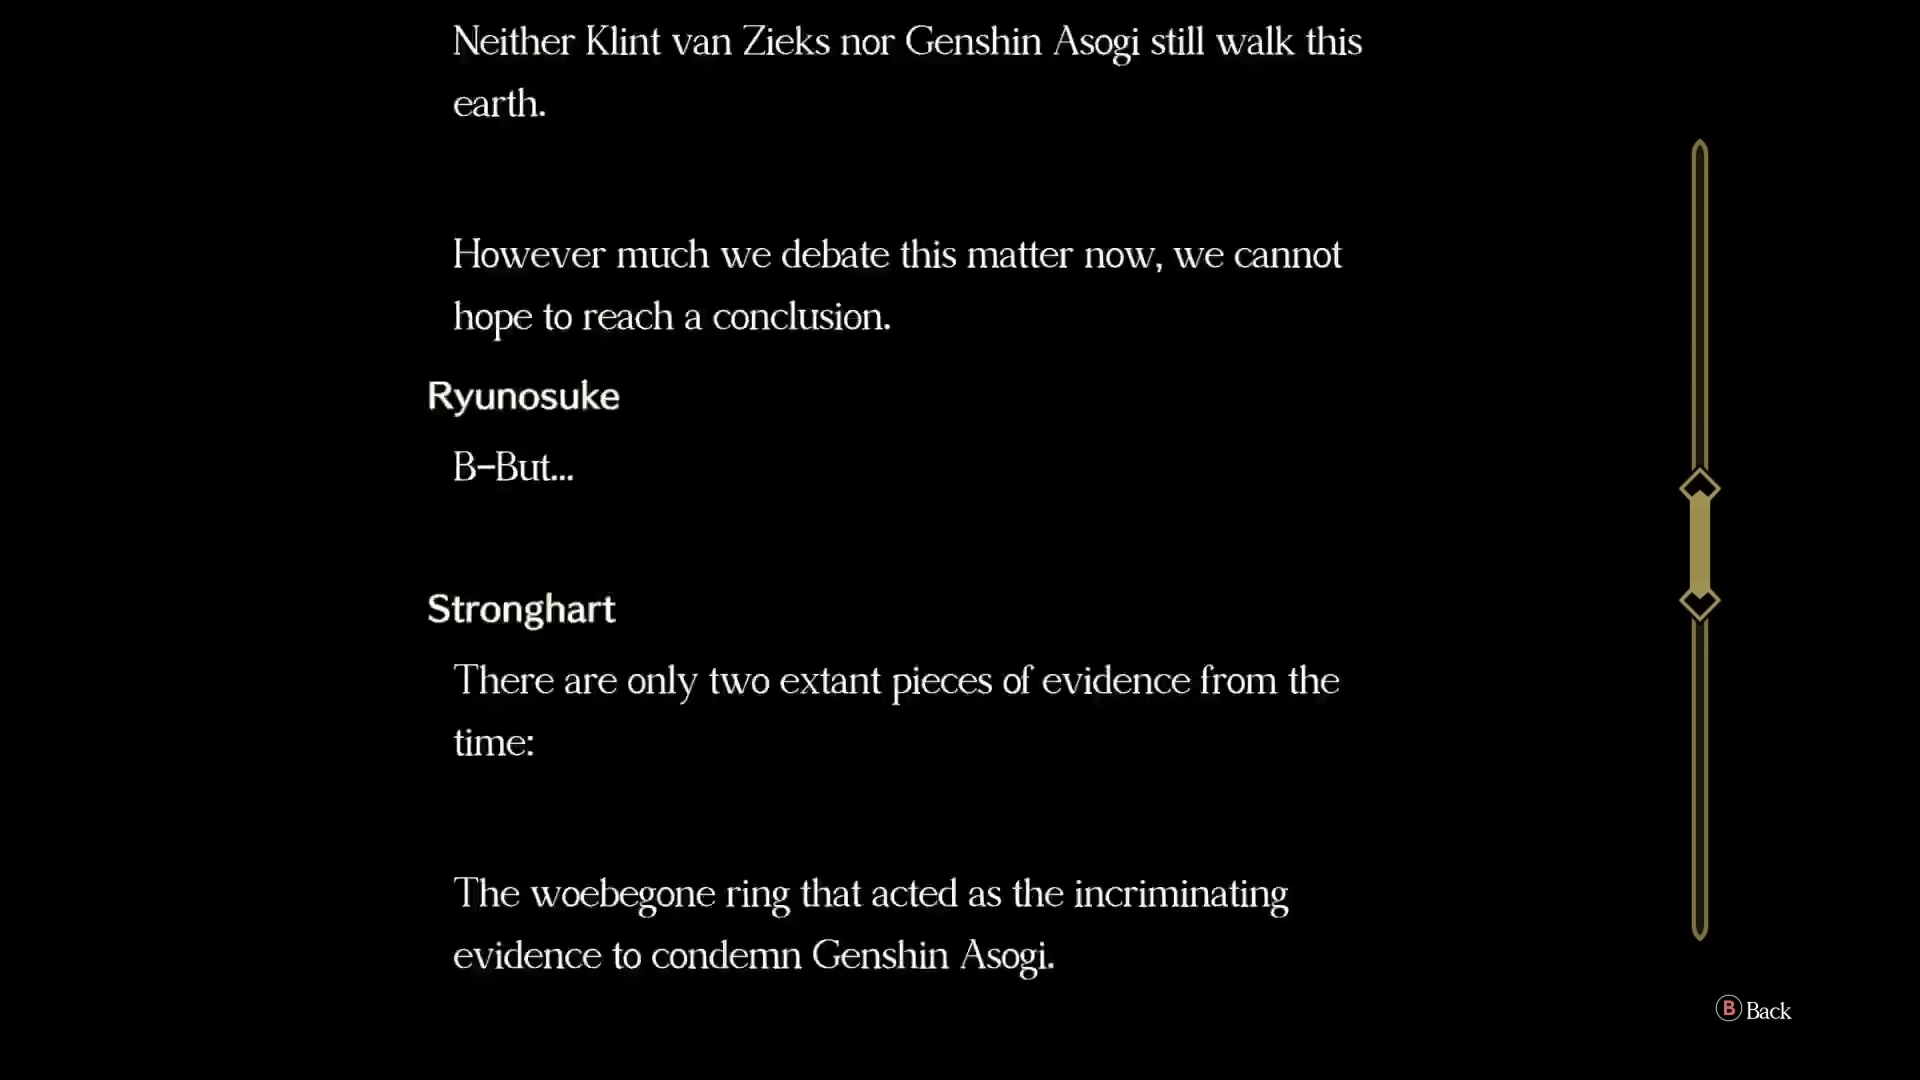 Neither Klint van Zieks nor Genshin Asogi still walk this
earth.
However much we debate this matter now, we cannot
hope to reach a conclusion.
Ryunosuke
B-But...
Stronghart
There are only two extant pieces of evidence from the
time:
The woebegone ring that acted as the incriminating
evidence to condemn Genshin Asogi.
B Back